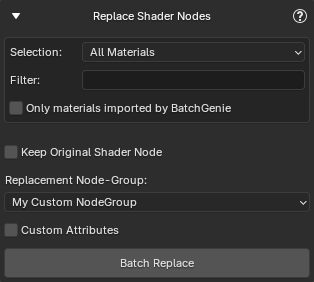 Replace Shader Nodes
Selection: All Materials
Filter:
Only materials imported by BatchGenie
Keep Original Shader Node
Replacement Node-Group:
My Custom NodeGroup
Custom Attributes
Batch Replace